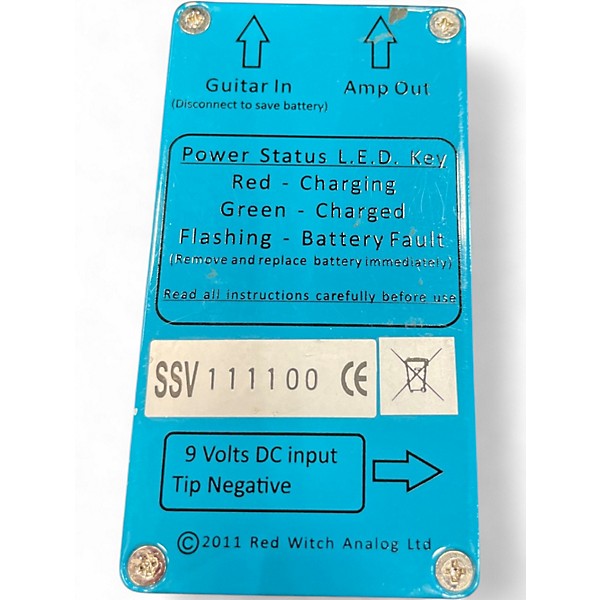 Guitar In Amp Out
(Disconnect to save battery)
Power Status L.E.D. Key
Red - Charging
Green - Charged
Flashing - Battery Fault
(Remove and replace battery immediately)
Read all instructions carefully before use
SSV 111100 CE
9 Volts DC input
Tip Negative
©2011 Red Witch Analog Ltd